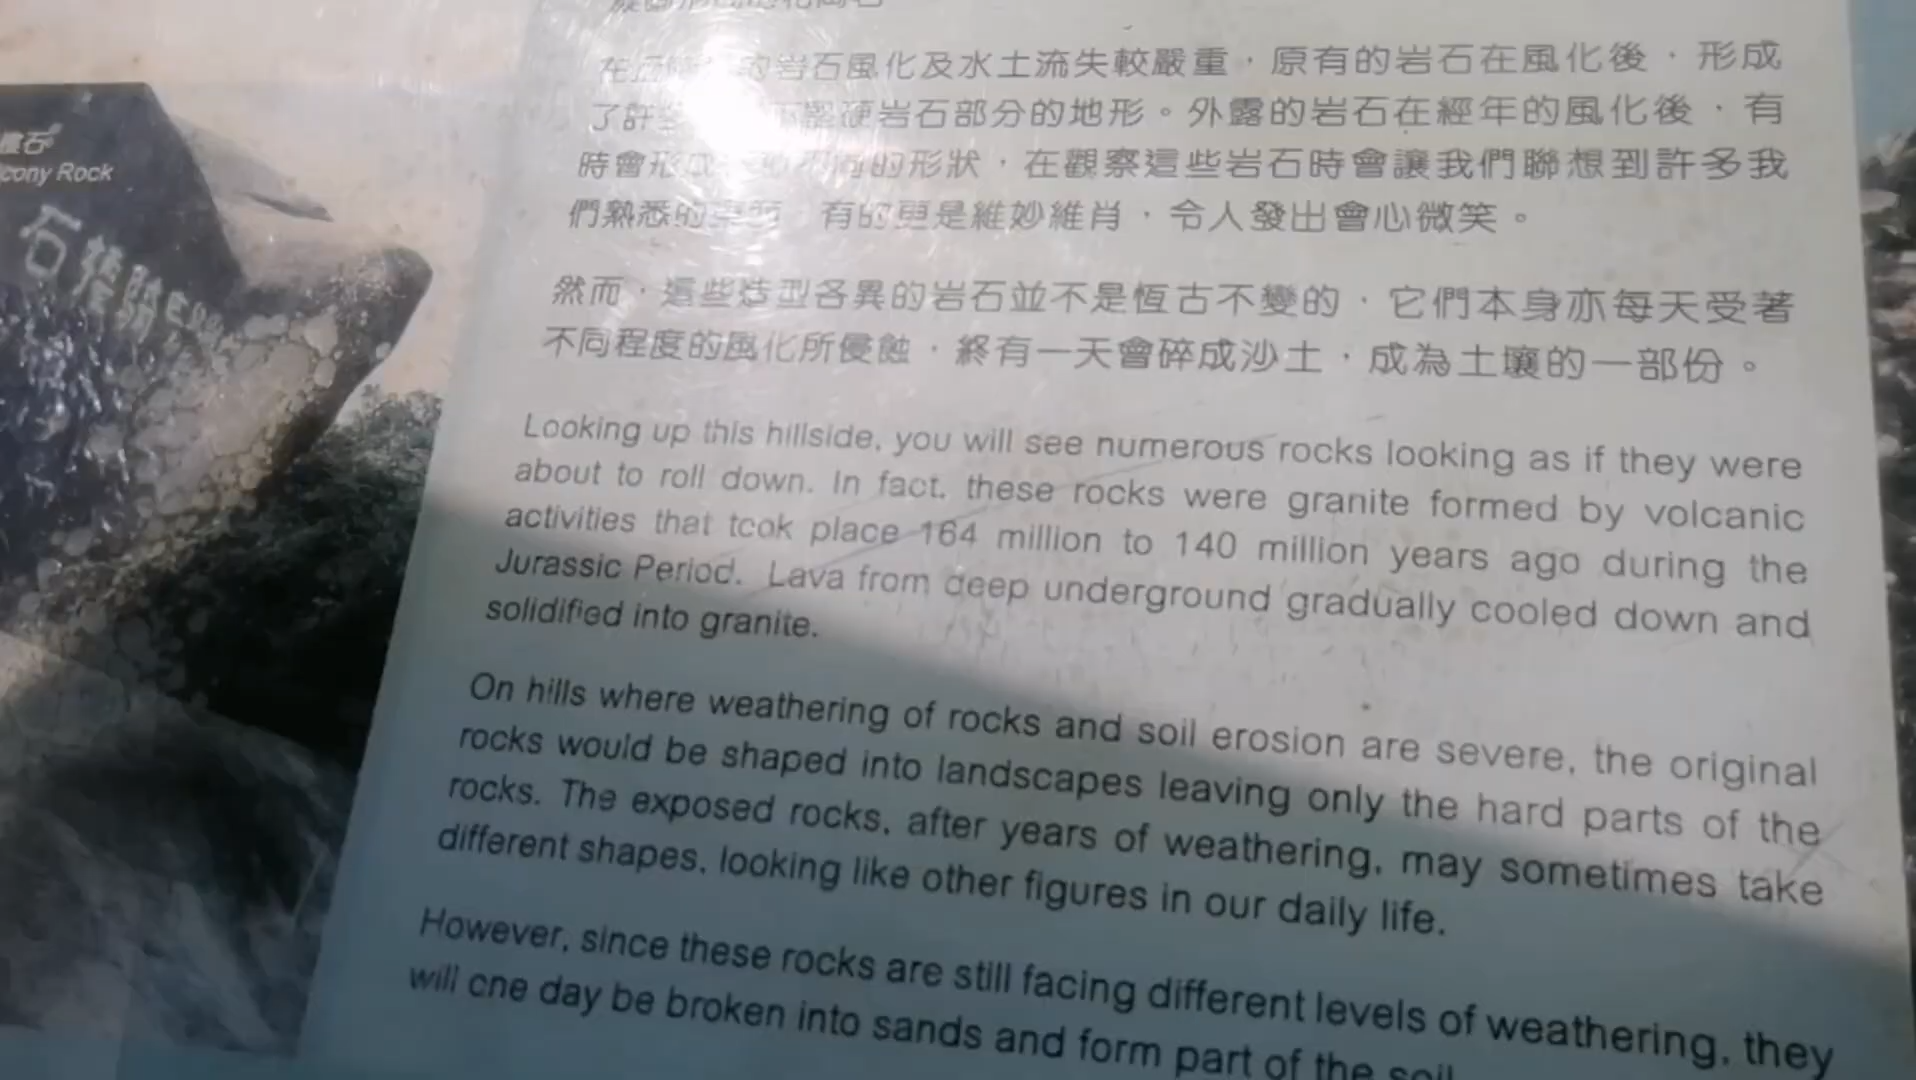 石
cony Rock
石
在 的岩石風化及水土流失較嚴重，原有的岩石在風化後，形成
了許 硬岩石部分的地形。外露的岩石在經年的風化後，有
時會形 的形狀，在觀察這些岩石時會讓我們聯想到許多我
們熟悉的 有的更是維妙維肖，令人發出會心微笑。
然而，這些造型各異的岩石並不是恆古不變的，它們本身亦每天受著
不同程度的風化所侵蝕，終有一天會碎成沙土，成為土壤的一部份。
Looking up this hillside, you will see numerous rocks looking as if they were
about to roll down. In fact, these rocks were granite formed by volcanic
activities that took place 164 million to 140 million years ago during the
Jurassic Period. Lava from deep underground gradually cooled down and
solidified into granite.
On hills where weathering of rocks and soil erosion are severe, the original
rocks would be shaped into landscapes leaving only the hard parts of the
rocks. The exposed rocks, after years of weathering, may sometimes take
different shapes, looking like other figures in our daily life.
However, since these rocks are still facing different levels of weathering, they
will one day be broken into sands and form part of the soil